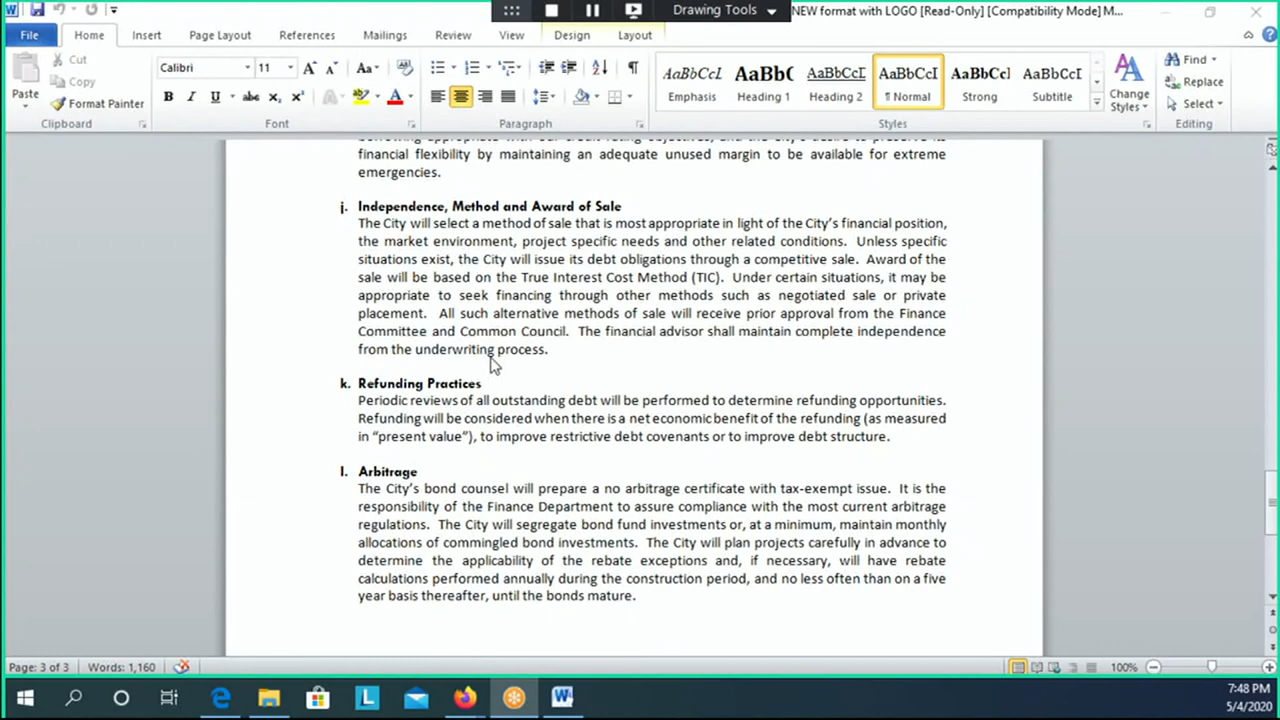 Drawing Tools
NEW format with LOGO [Read-Only] [Compatibility Mode] M...
File Home Insert Page Layout References Mailings Review View Design Layout
Cut
Copy
Format Painter
Paste
Clipboard
Calibri 11
Font
Paragraph
AaBbCcL AaBb( AaBbCcI AaBbCcI AaBbCcI AaBbCcI
Emphasis Heading 1 Heading 2 ¶ Normal Strong Subtitle
Change
Styles
Styles
Find
Replace
Select
Editing
borrowing appropriate with our credit rating objectives, and the City's desire to preserve its
financial flexibility by maintaining an adequate unused margin to be available for extreme
emergencies.
j. Independence, Method and Award of Sale
The City will select a method of sale that is most appropriate in light of the City's financial position,
the market environment, project specific needs and other related conditions. Unless specific
situations exist, the City will issue its debt obligations through a competitive sale. Award of the
sale will be based on the True Interest Cost Method (TIC). Under certain situations, it may be
appropriate to seek financing through other methods such as negotiated sale or private
placement. All such alternative methods of sale will receive prior approval from the Finance
Committee and Common Council. The financial advisor shall maintain complete independence
from the underwriting process.
k. Refunding Practices
Periodic reviews of all outstanding debt will be performed to determine refunding opportunities.
Refunding will be considered when there is a net economic benefit of the refunding (as measured
in "present value"), to improve restrictive debt covenants or to improve debt structure.
l. Arbitrage
The City's bond counsel will prepare a no arbitrage certificate with tax-exempt issue. It is the
responsibility of the Finance Department to assure compliance with the most current arbitrage
regulations. The City will segregate bond fund investments or, at a minimum, maintain monthly
allocations of commingled bond investments. The City will plan projects carefully in advance to
determine the applicability of the rebate exceptions and, if necessary, will have rebate
calculations performed annually during the construction period, and no less often than on a five
year basis thereafter, until the bonds mature.
Page: 3 of 3 Words: 1,160 100%
7:48 PM
5/4/2020